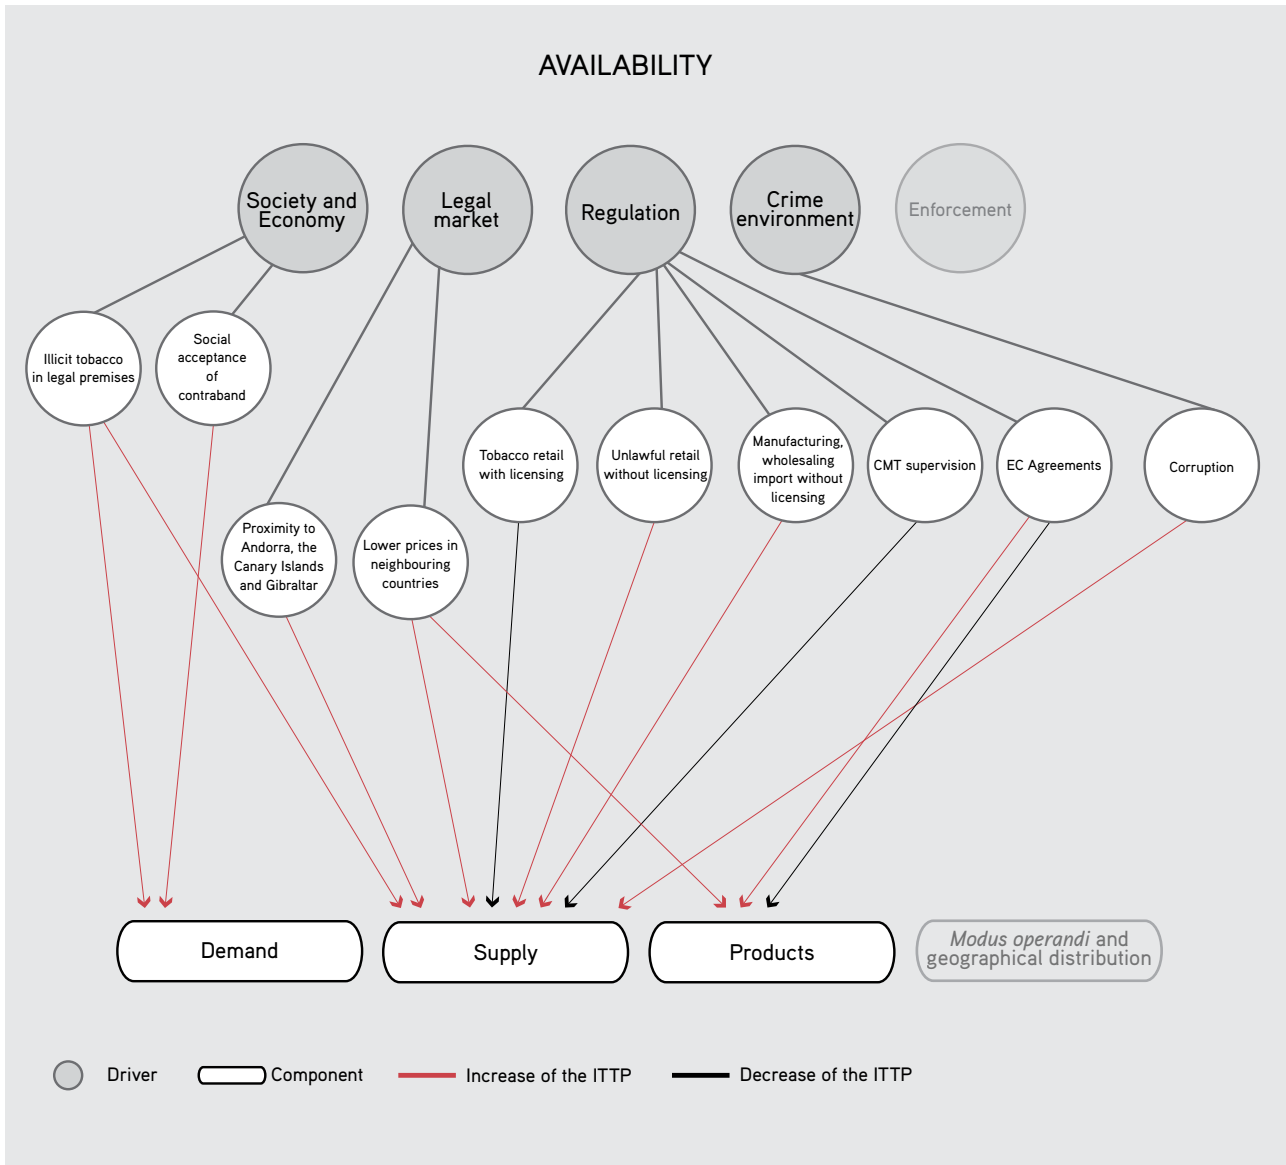 AVAILABILITY
Society and
Economy
Legal
market
Regulation
Crime
environment
Enforcement
Illicit tobacco
in legal premises
Social
acceptance
of
contraband
Proximity to
Andorra, the
Canary Islands
and Gibraltar
Lower prices in
neighbouring
countries
Tobacco retail
with licensing
Unlawful retail
without licensing
Manufacturing,
wholesaling
import without
licensing
CMT supervision
EC Agreements
Corruption
Demand
Supply
Products
Modus operandi and
geographical distribution
Driver
Component
Increase of the ITTP
Decrease of the ITTP